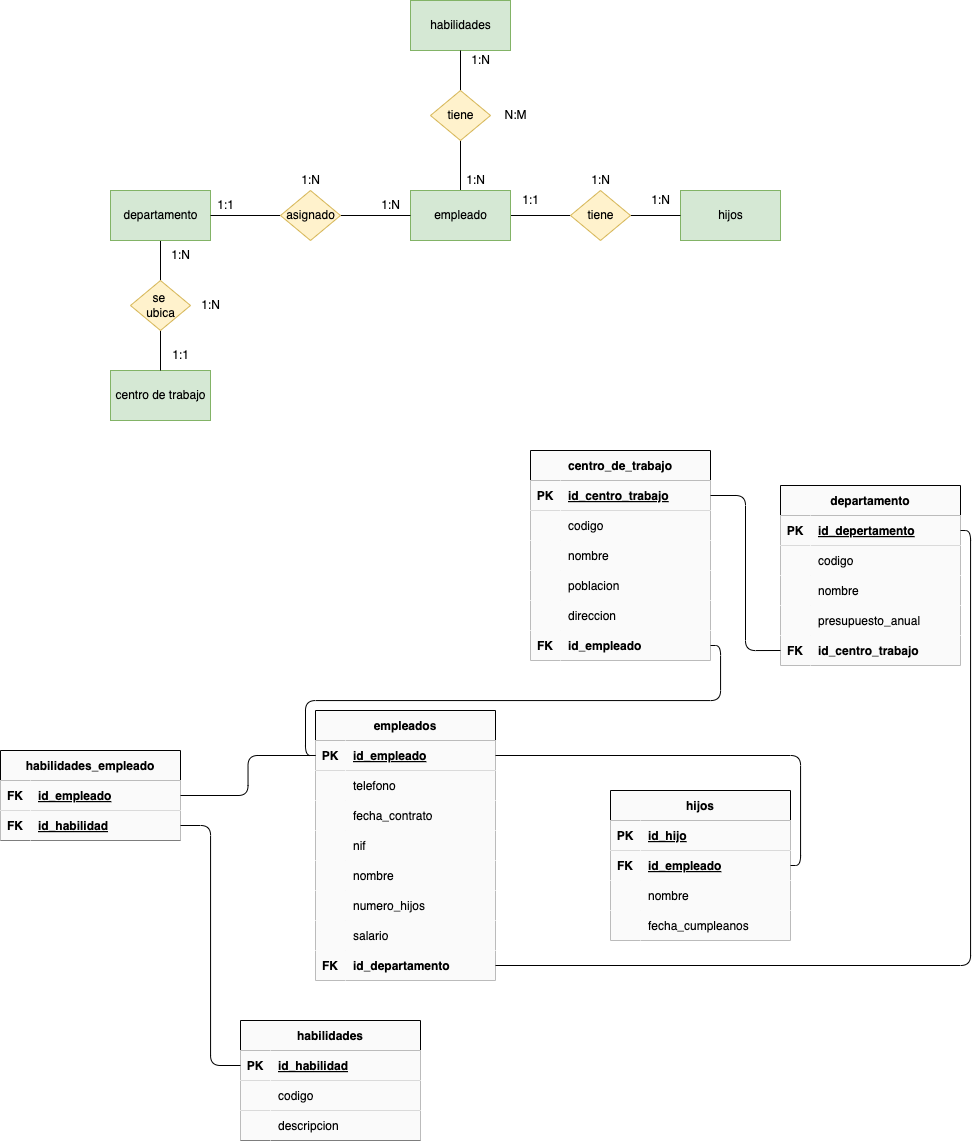 habilidades
1:N
tiene
N:M
1:N
1:N
1:N
departamento
1:1
asignado
1:N
empleado
1:1
tiene
1:N
hijos
1:N
se
ubica
1:N
1:1
centro de trabajo
centro_de_trabajo
PK id_centro_trabajo
codigo
nombre
poblacion
direccion
FK id_empleado
departamento
PK id_depertamento
codigo
nombre
presupuesto_anual
FK id_centro_trabajo
empleados
PK id_empleado
telefono
fecha_contrato
nif
nombre
numero_hijos
salario
FK id_departamento
habilidades_empleado
FK id_empleado
FK id_habilidad
hijos
PK id_hijo
FK id_empleado
nombre
fecha_cumpleanos
habilidades
PK id_habilidad
codigo
descripcion